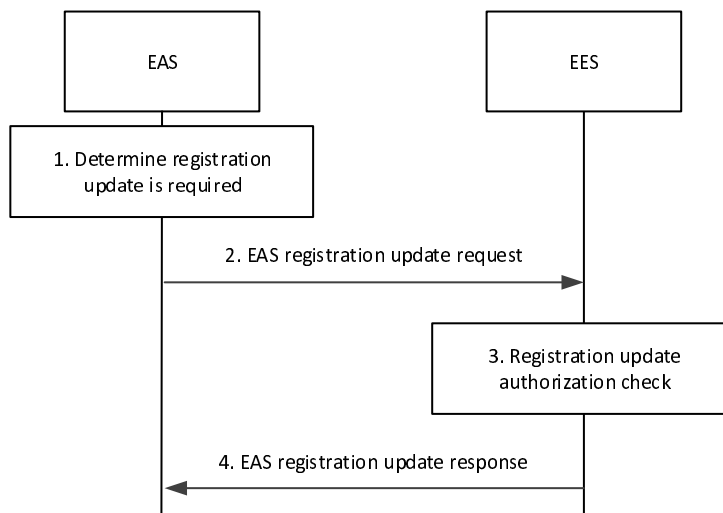 EAS
EES
1. Determine registration
update is required
2. EAS registration update request
3. Registration update
authorization check
4. EAS registration update response